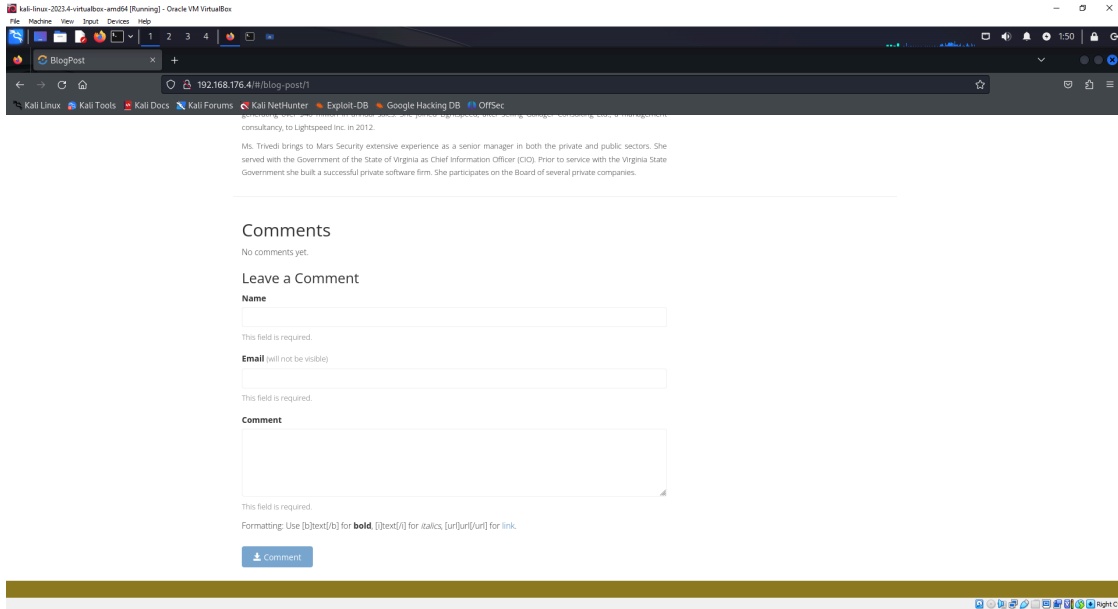 kali-linux-2023.4-virtualbox-amd64 [Running] - Oracle VM VirtualBox
File Machine View Input Devices Help
1 2 3 4
1:50
BlogPost
192.168.176.4/#/blog-post/1
Kali Linux Kali Tools Kali Docs Kali Forums Kali NetHunter Exploit-DB Google Hacking DB OffSec
consultancy, to Lightspeed Inc. in 2012.
Ms. Trivedi brings to Mars Security extensive experience as a senior manager in both the private and public sectors. She
served with the Government of the State of Virginia as Chief Information Officer (CIO). Prior to service with the Virginia State
Government she built a successful private software firm. She participates on the Board of several private companies.
Comments
No comments yet.
Leave a Comment
Name
This field is required.
Email (will not be visible)
This field is required.
Comment
This field is required.
Formatting: Use [b]text[/b] for bold, [i]text[/i] for italics, [url]url[/url] for link.
Comment
Right C